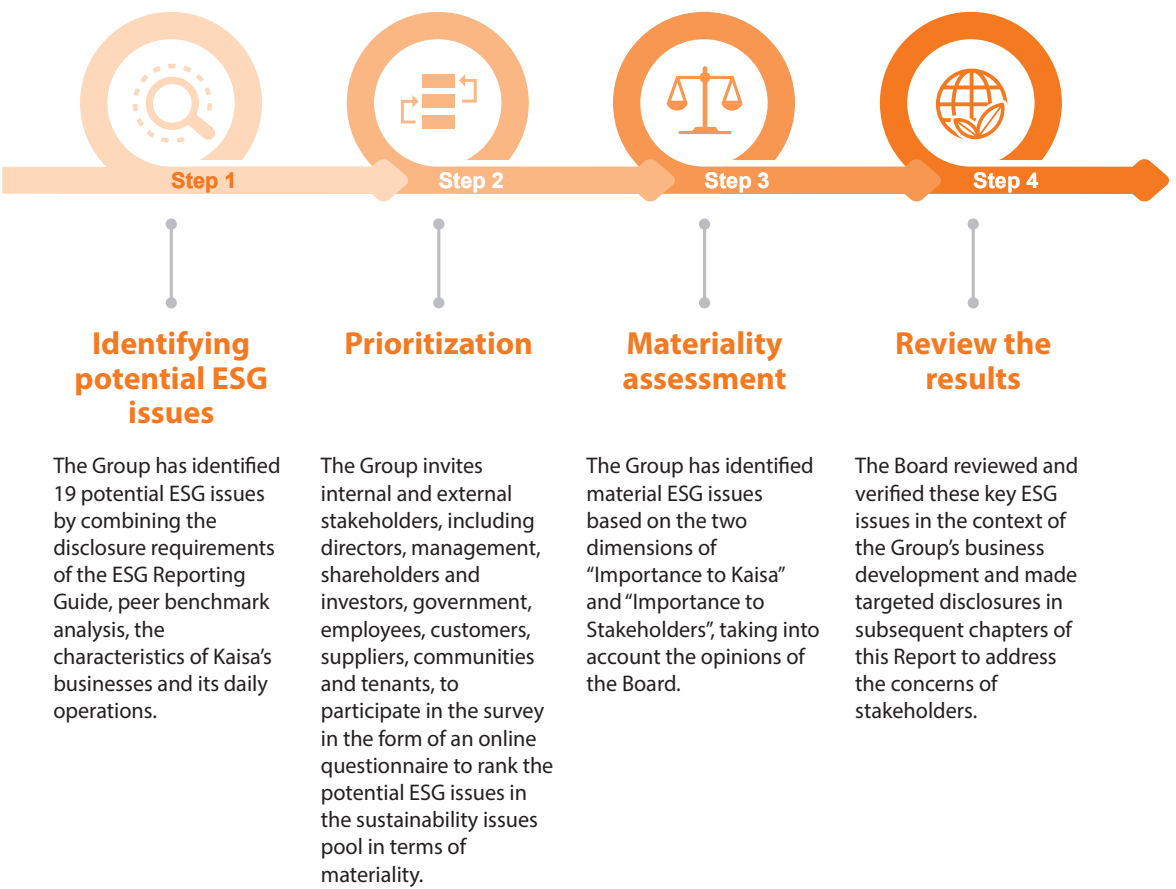 Step 1
Step 2
Step 3
Step 4
Identifying
potential ESG
issues
The Group has identified
19 potential ESG issues
by combining the
disclosure requirements
of the ESG Reporting
Guide, peer benchmark
analysis, the
characteristics of Kaisa’s
businesses and its daily
operations.
Prioritization
The Group invites
internal and external
stakeholders, including
directors, management,
shareholders and
investors, government,
employees, customers,
suppliers, communities
and tenants, to
participate in the survey
in the form of an online
questionnaire to rank the
potential ESG issues in
the sustainability issues
pool in terms of
materiality.
Materiality
assessment
The Group has identified
material ESG issues
based on the two
dimensions of
“Importance to Kaisa”
and “Importance to
Stakeholders”, taking into
account the opinions of
the Board.
Review the
results
The Board reviewed and
verified these key ESG
issues in the context of
the Group’s business
development and made
targeted disclosures in
subsequent chapters of
this Report to address
the concerns of
stakeholders.